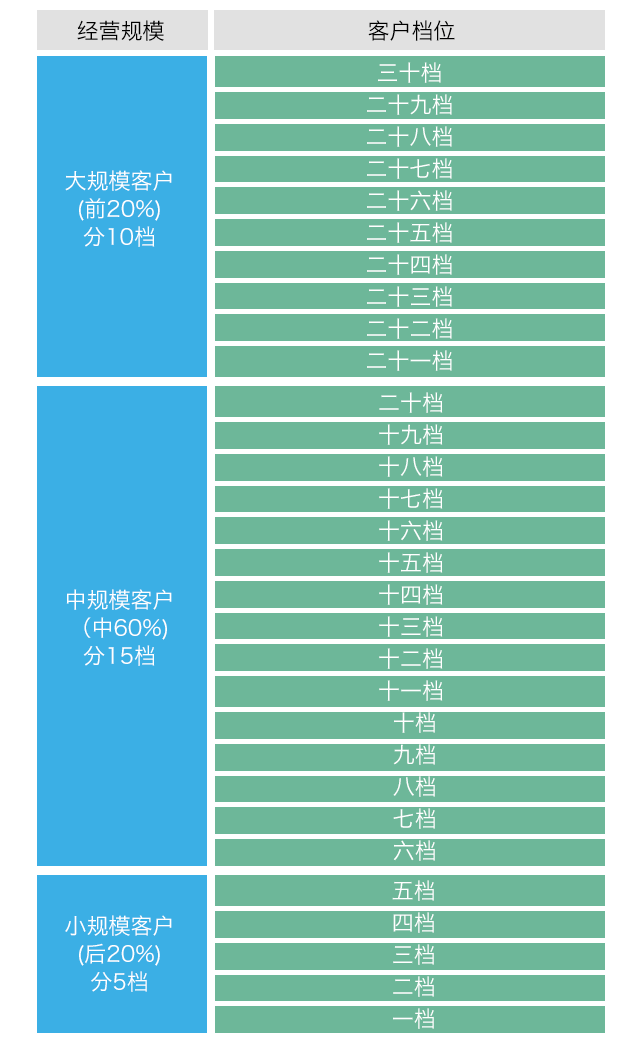 经营规模
客户档位
大规模客户
(前20%)
分10档
三十档
二十九档
二十八档
二十七档
二十六档
二十五档
二十四档
二十三档
二十二档
二十一档
中规模客户
（中60%)
分15档
二十档
十九档
十八档
十七档
十六档
十五档
十四档
十三档
十二档
十一档
十档
九档
八档
七档
六档
小规模客户
(后20%)
分5档
五档
四档
三档
二档
一档